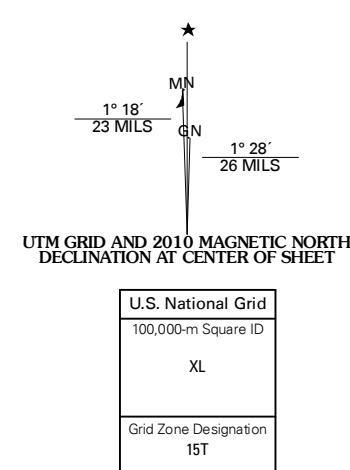 ★
MN
1° 18´
23 MILS
GN
1° 28´
26 MILS
UTM GRID AND 2010 MAGNETIC NORTH
DECLINATION AT CENTER OF SHEET
U.S. National Grid
100,000-m Square ID
XL
Grid Zone Designation
15T